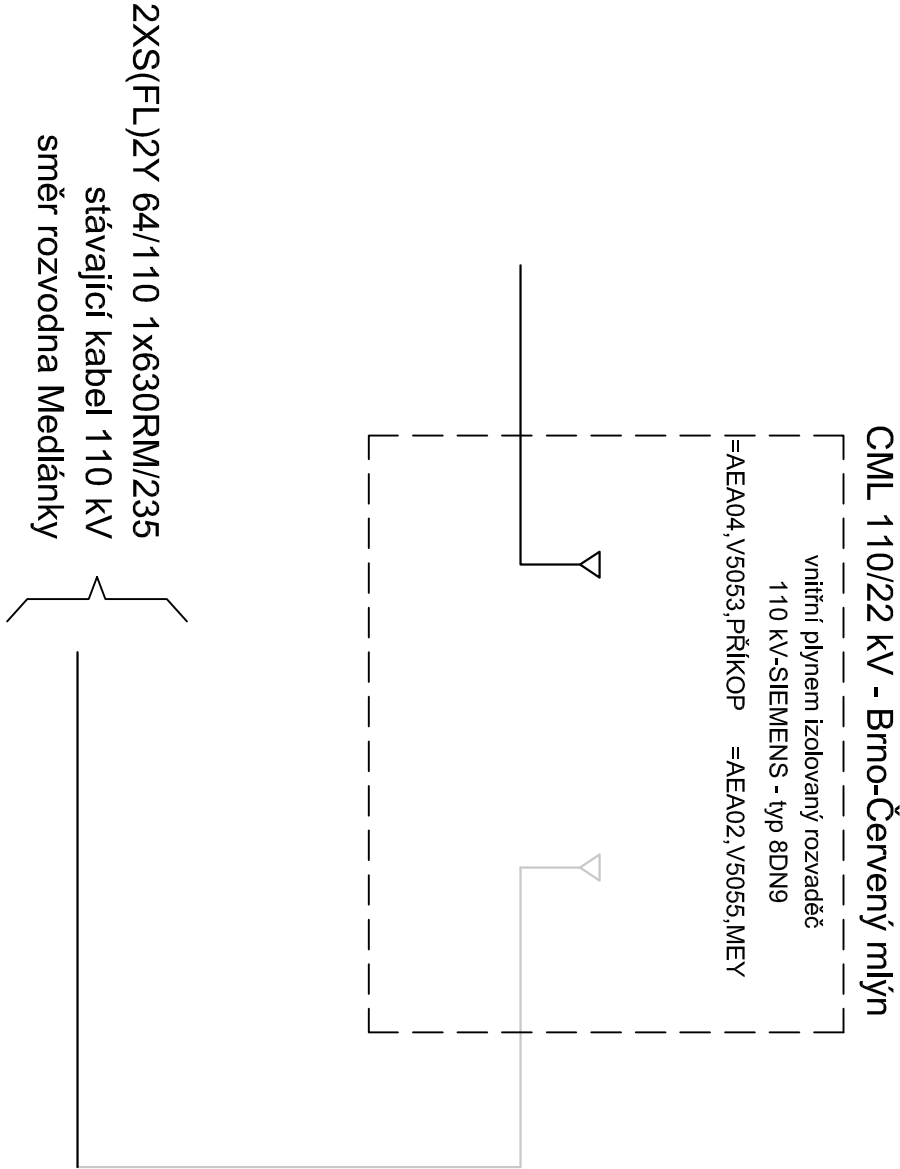 CML 110/22 kV - Brno-Červený mlýn
vnitřní plynem izolovaný rozvaděč
110 kV-SIEMENS - typ 8DN9
=AEA04,V5053,PŘÍKOP =AEA02,V5055,MEY
2XS(FL)2Y 64/110 1x630RM/235
stávající kabel 110 kV
směr rozvodna Medlánky